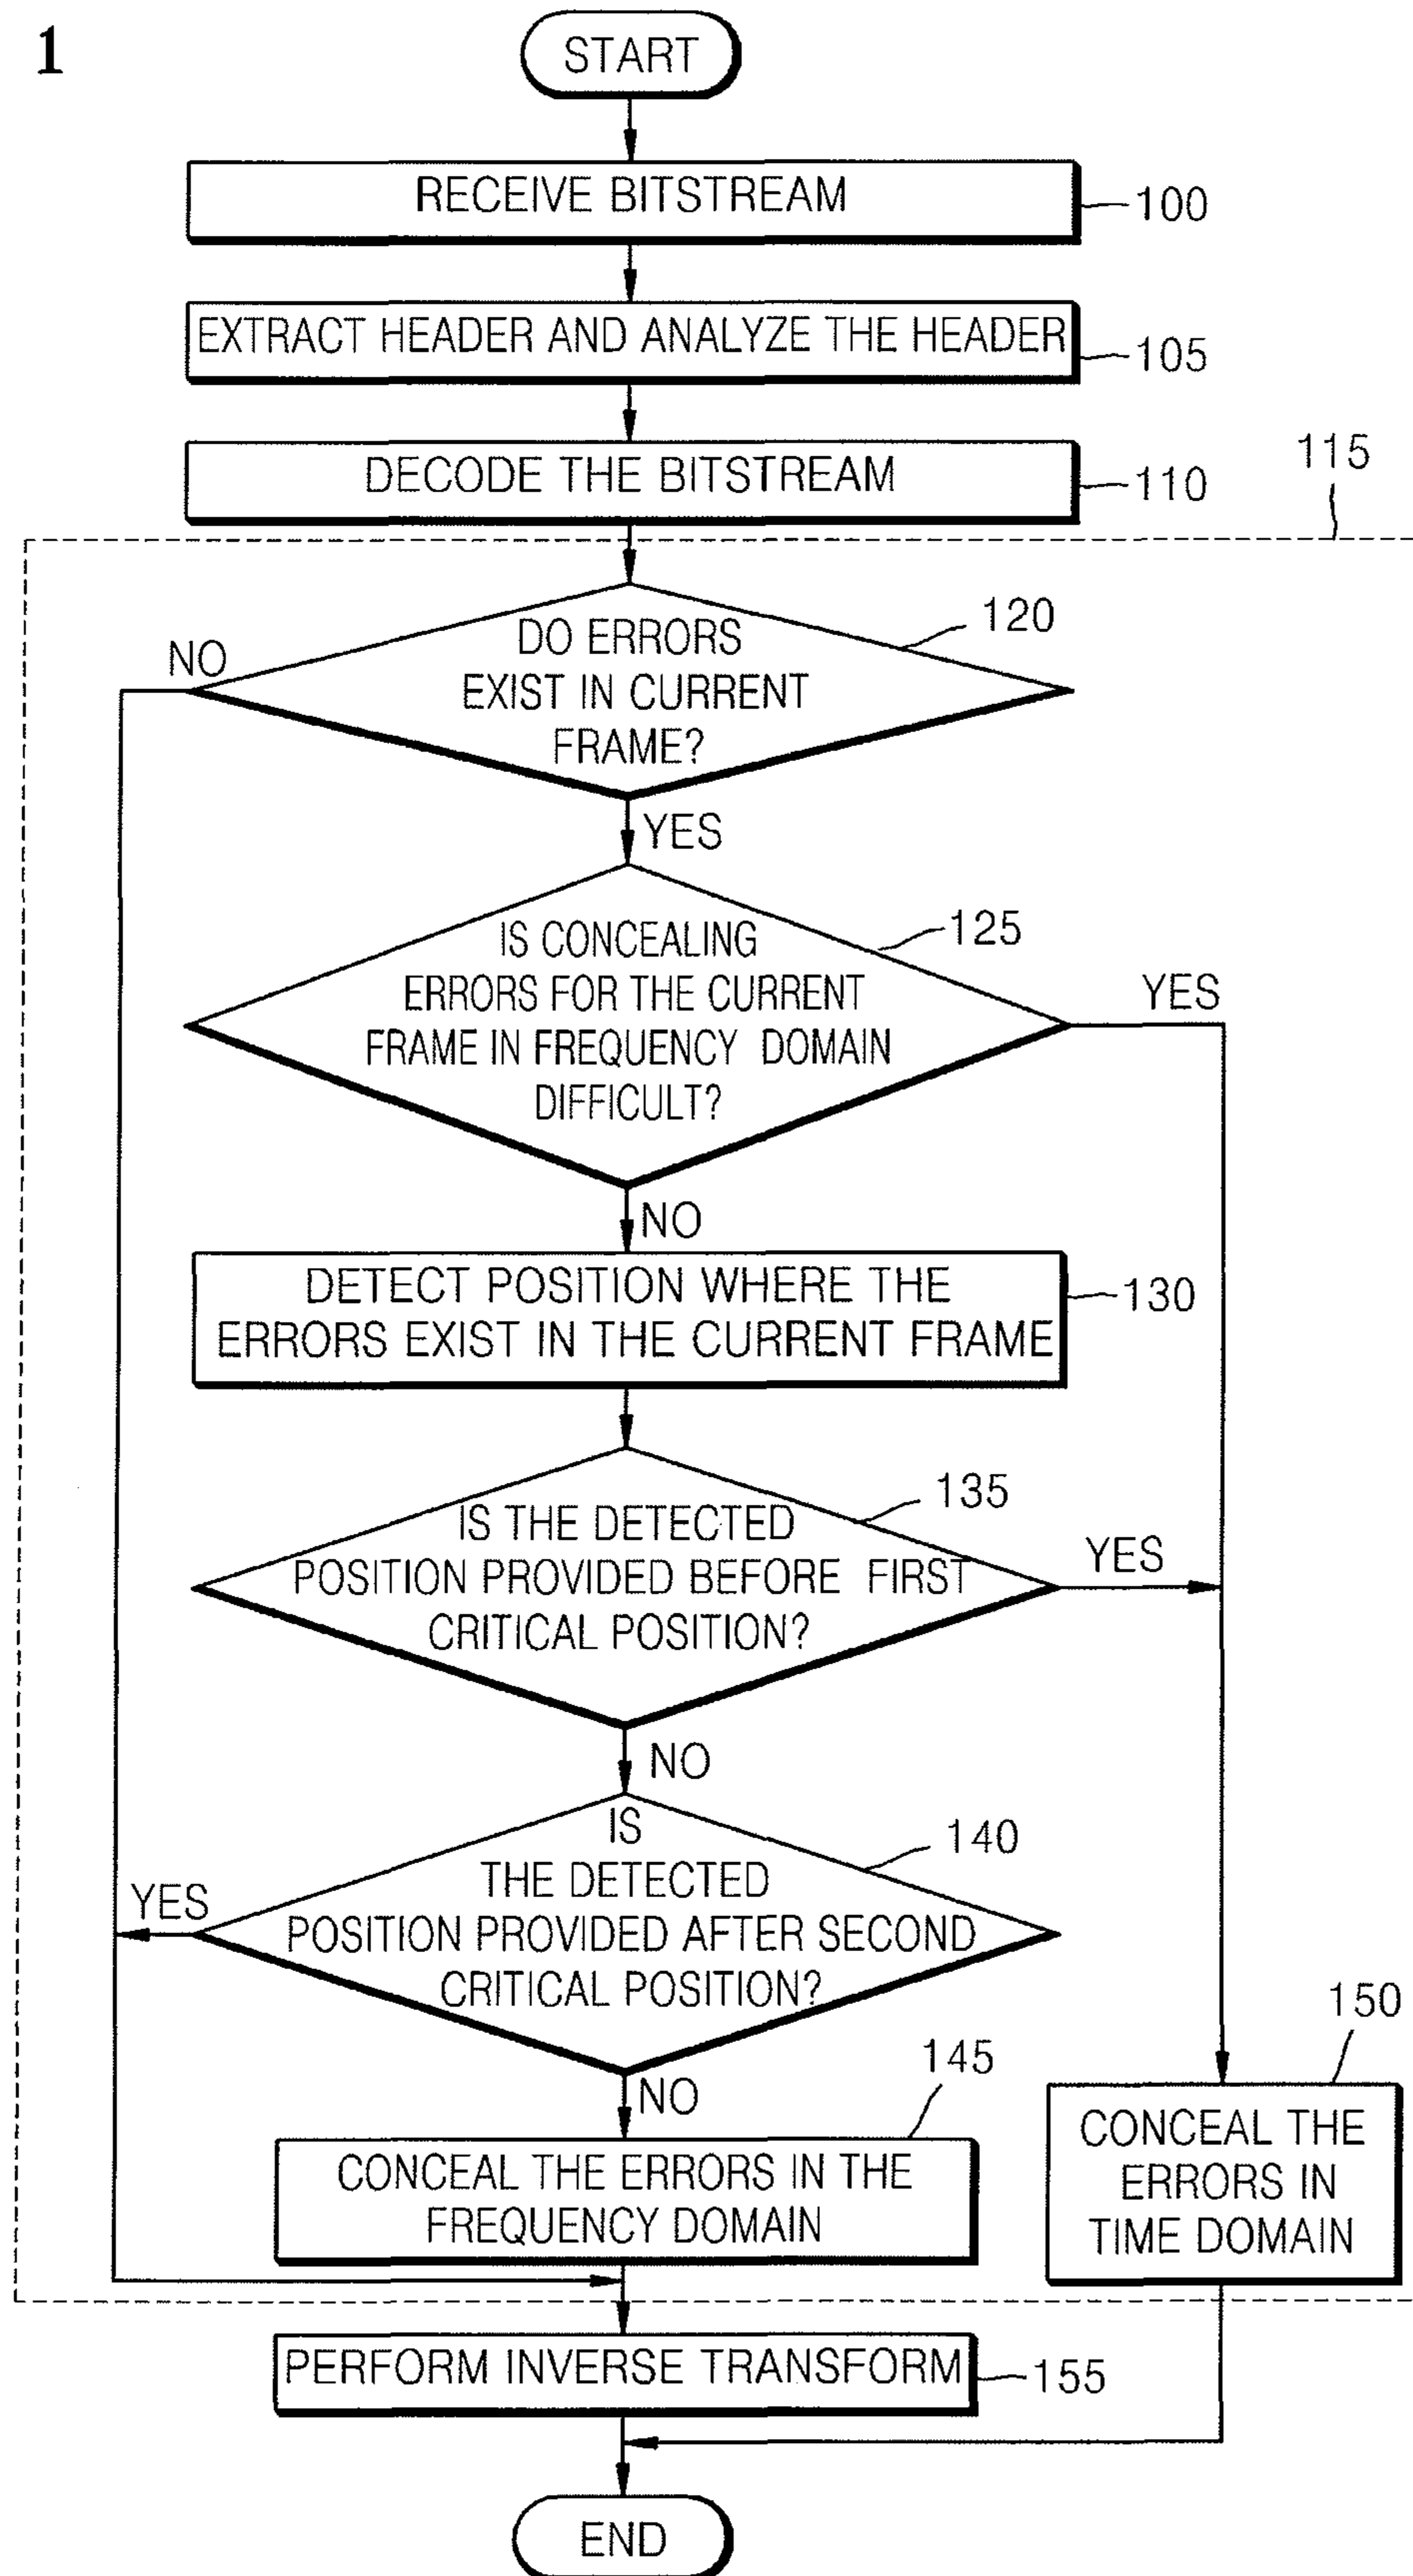 1
START
RECEIVE BITSTREAM
100
EXTRACT HEADER AND ANALYZE THE HEADER
105
DECODE THE BITSTREAM
110
115
DO ERRORS
EXIST IN CURRENT
FRAME?
120
NO
YES
IS CONCEALING
ERRORS FOR THE CURRENT
FRAME IN FREQUENCY DOMAIN
DIFFICULT?
125
YES
NO
DETECT POSITION WHERE THE
ERRORS EXIST IN THE CURRENT FRAME
130
IS THE DETECTED
POSITION PROVIDED BEFORE FIRST
CRITICAL POSITION?
135
YES
NO
IS
THE DETECTED
POSITION PROVIDED AFTER SECOND
CRITICAL POSITION?
140
YES
NO
145
CONCEAL THE ERRORS IN THE
FREQUENCY DOMAIN
150
CONCEAL THE
ERRORS IN
TIME DOMAIN
PERFORM INVERSE TRANSFORM
155
END